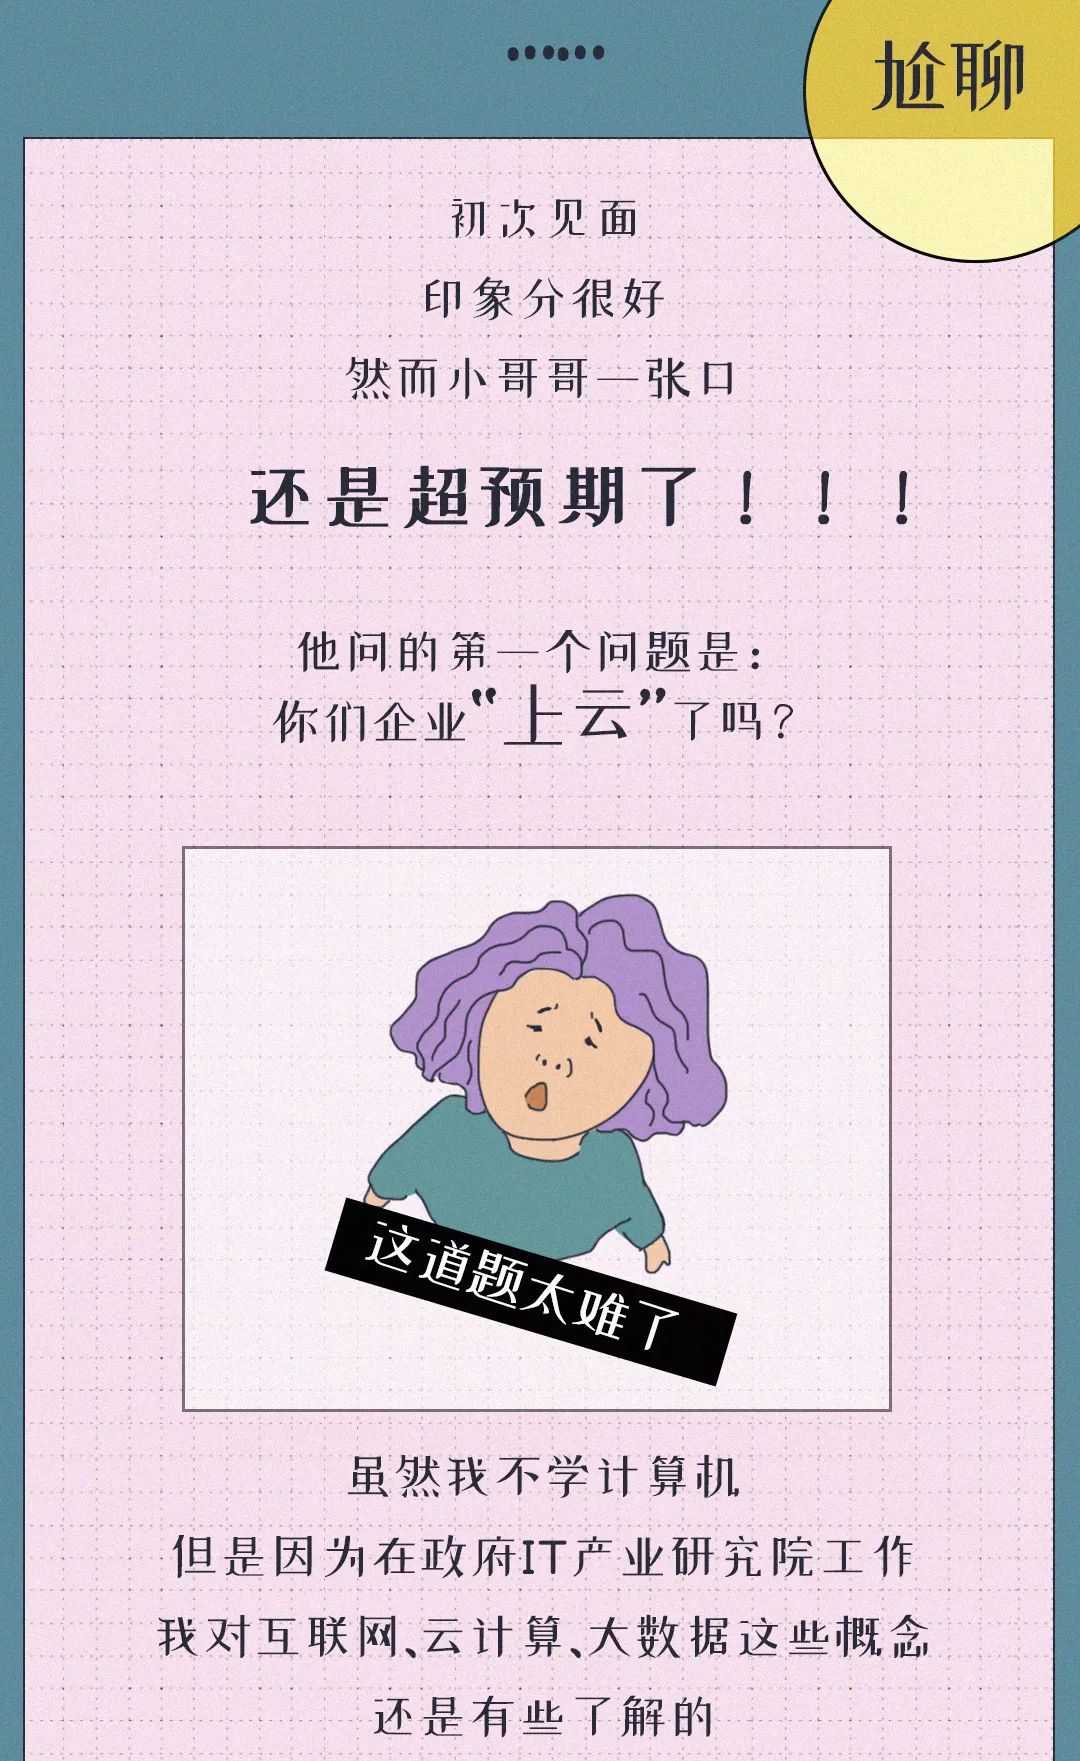 ······
尬聊
初次见面
印象分很好
然而小哥哥一张口
还是超预期了！！！
他问的第一个问题是：
你们企业“上云”了吗？
这道题太难了
虽然我不学计算机
但是因为在政府IT产业研究院工作
我对互联网、云计算、大数据这些概念
还是有些了解的